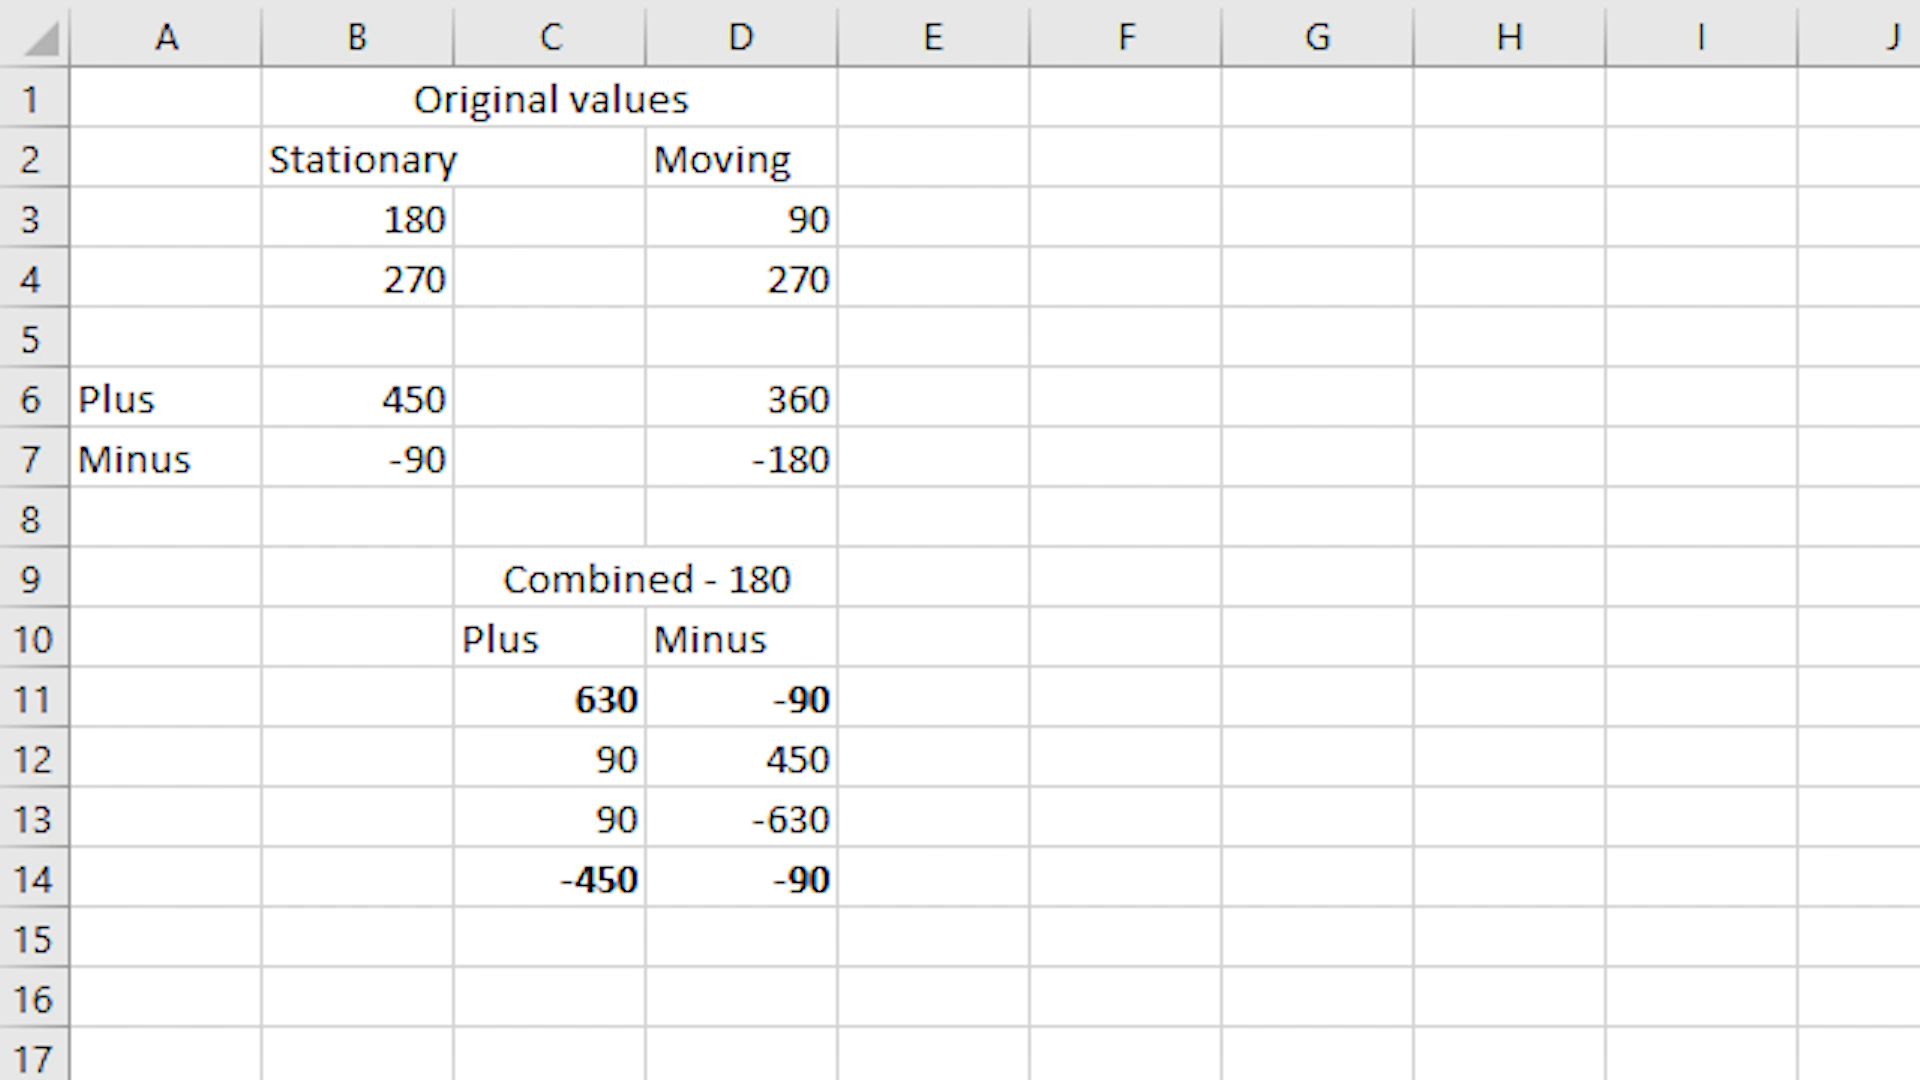 A B C D E F G H I J
1 Original values
2 Stationary Moving
3 180 90
4 270 270
5
6 Plus 450 360
7 Minus -90 -180
8
9 Combined - 180
10 Plus Minus
11 630 -90
12 90 450
13 90 -630
14 -450 -90
15
16
17